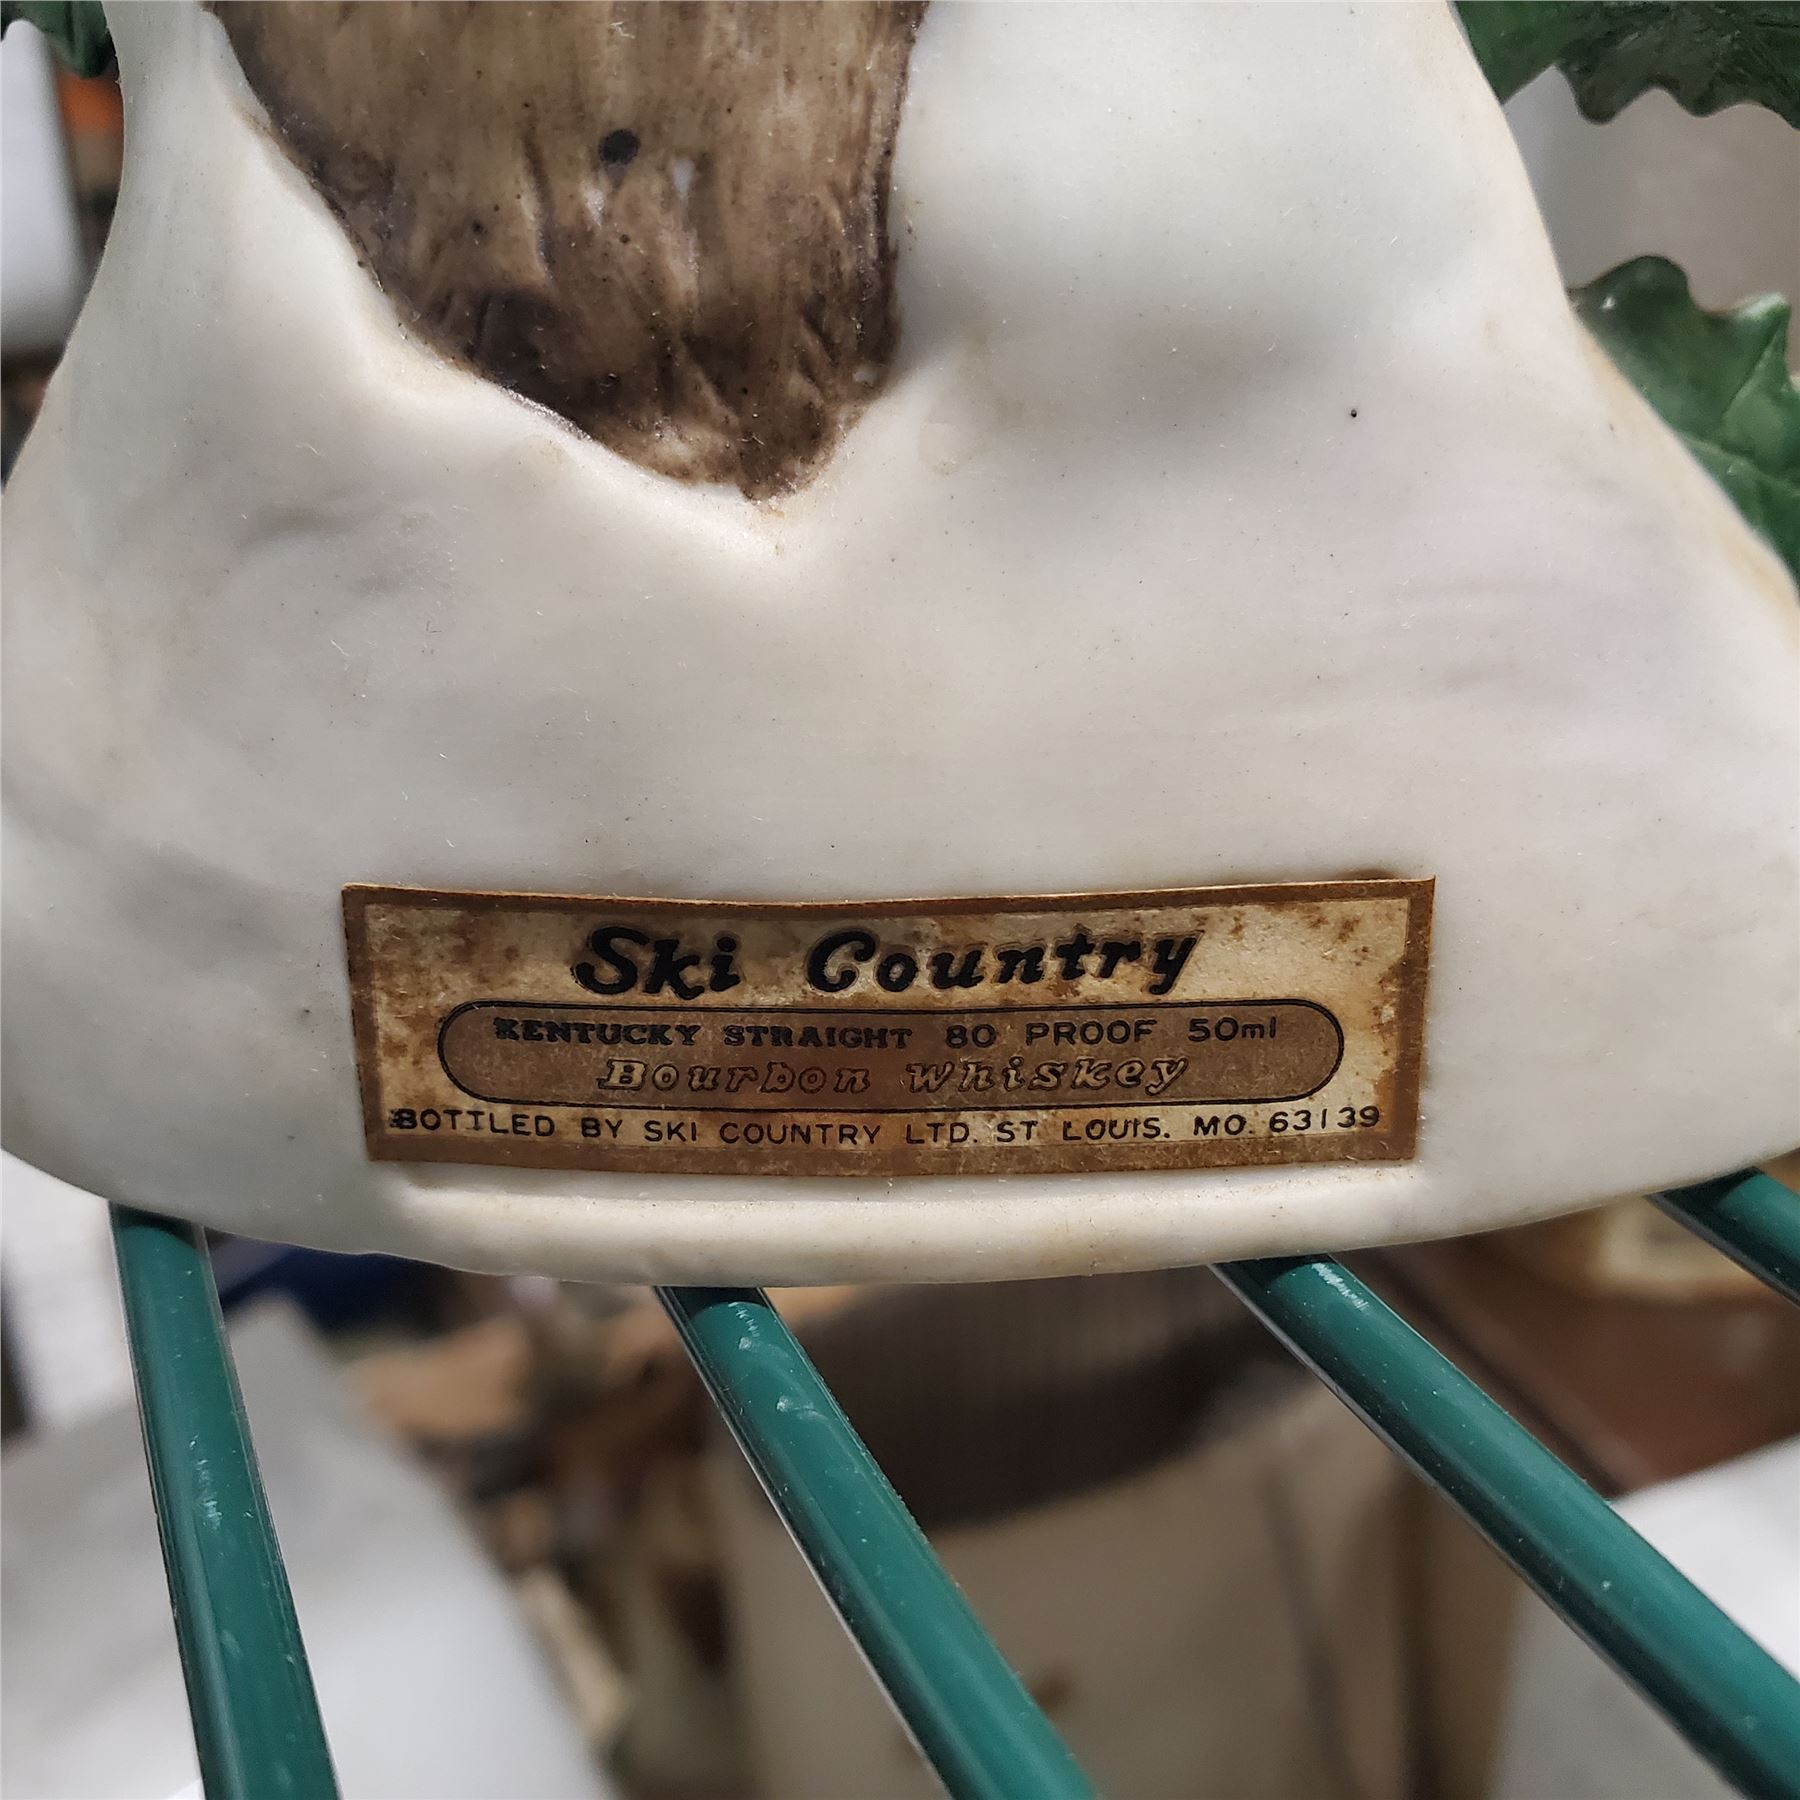 Ski Country
KENTUCKY STRAIGHT 80 PROOF 50ml
Bourbon Whiskey
BOTTLED BY SKI COUNTRY LTD. ST LOUIS. MO. 63139